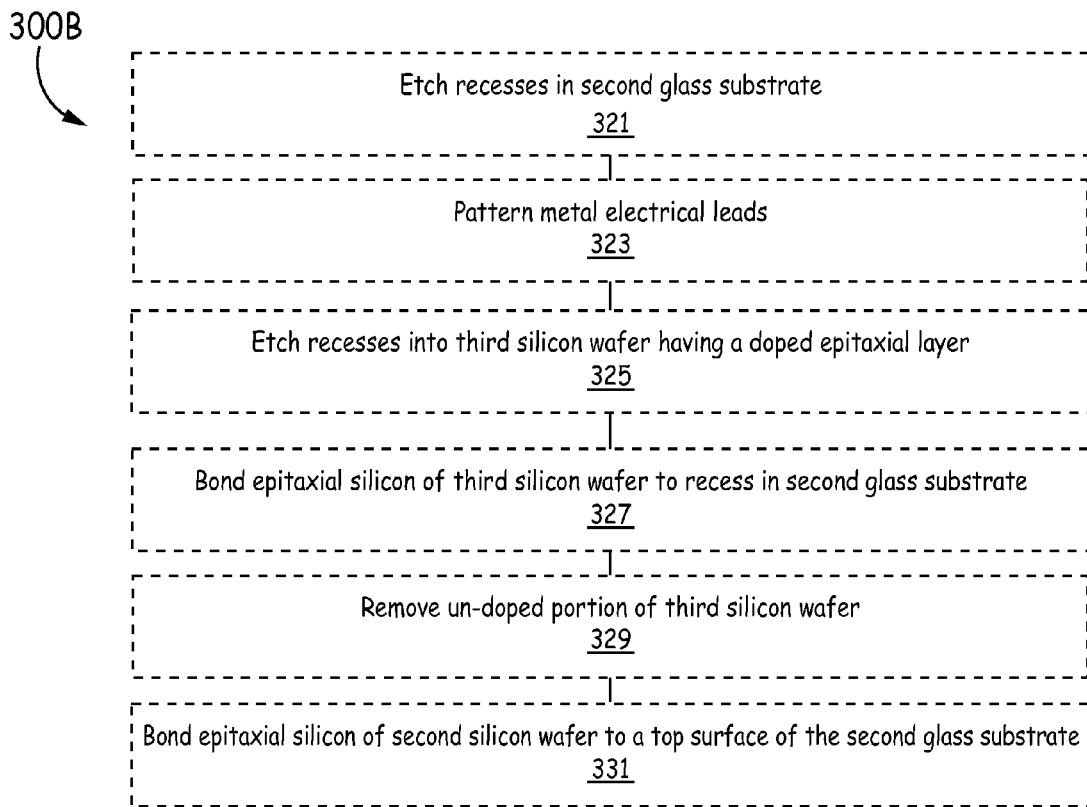 300B
Etch recesses in second glass substrate
321
Pattern metal electrical leads
323
Etch recesses into third silicon wafer having a doped epitaxial layer
325
Bond epitaxial silicon of third silicon wafer to recess in second glass substrate
327
Remove un-doped portion of third silicon wafer
329
Bond epitaxial silicon of second silicon wafer to a top surface of the second glass substrate
331